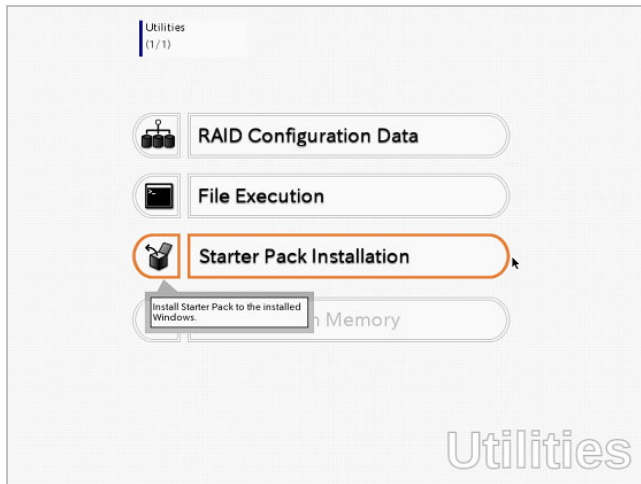 Utilities
(1/1)
RAID Configuration Data
File Execution
Starter Pack Installation
Install Starter Pack to the installed
Windows.
Memory
Utilities